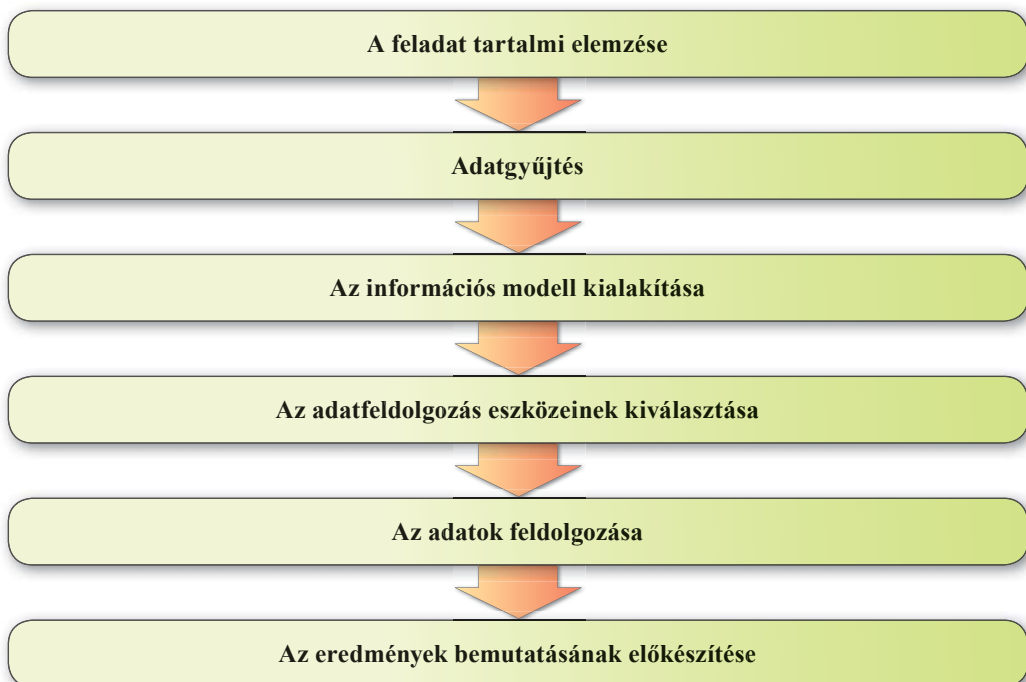 A feladat tartalmi elemzése
Adatgyűjtés
Az információs modell kialakítása
Az adatfeldolgozás eszközeinek kiválasztása
Az adatok feldolgozása
Az eredmények bemutatásának előkészítése